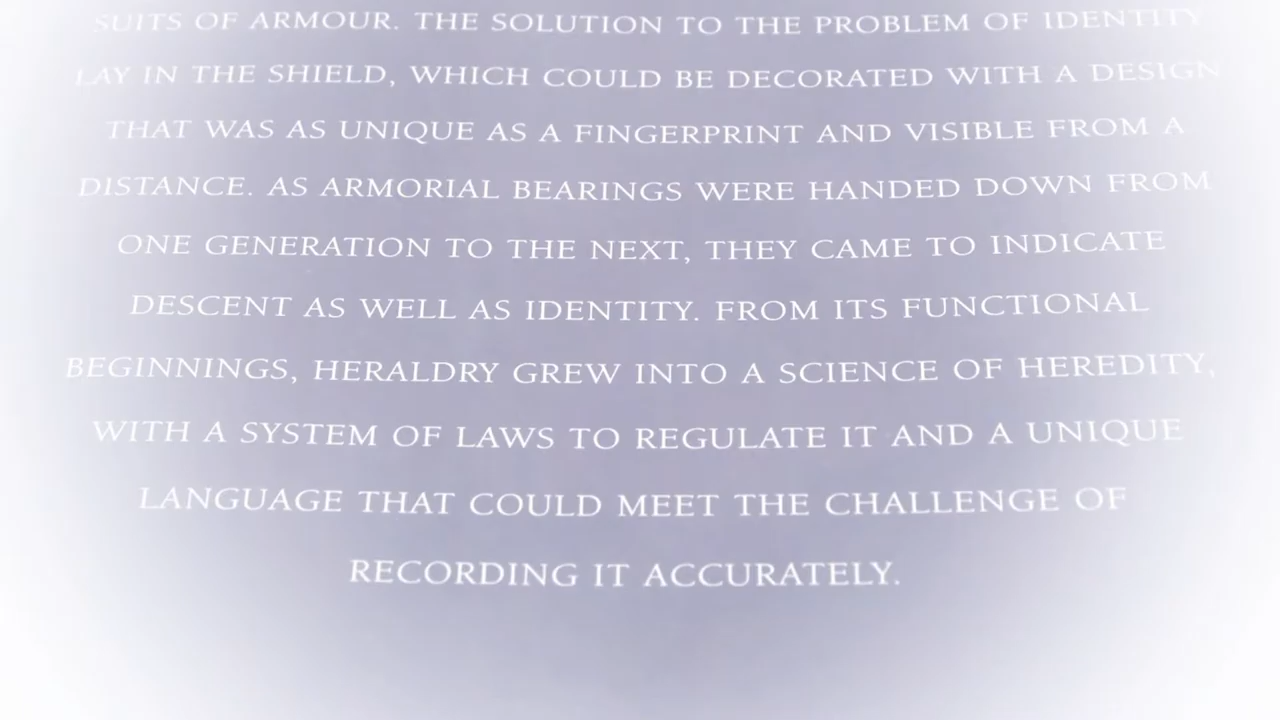 SUITS OF ARMOUR. THE SOLUTION TO THE PROBLEM OF IDENTITY
LAY IN THE SHIELD, WHICH COULD BE DECORATED WITH A DESIGN
THAT WAS AS UNIQUE AS A FINGERPRINT AND VISIBLE FROM A
DISTANCE. AS ARMORIAL BEARINGS WERE HANDED DOWN FROM
ONE GENERATION TO THE NEXT, THEY CAME TO INDICATE
DESCENT AS WELL AS IDENTITY. FROM ITS FUNCTIONAL
BEGINNINGS, HERALDRY GREW INTO A SCIENCE OF HEREDITY,
WITH A SYSTEM OF LAWS TO REGULATE IT AND A UNIQUE
LANGUAGE THAT COULD MEET THE CHALLENGE OF
RECORDING IT ACCURATELY.